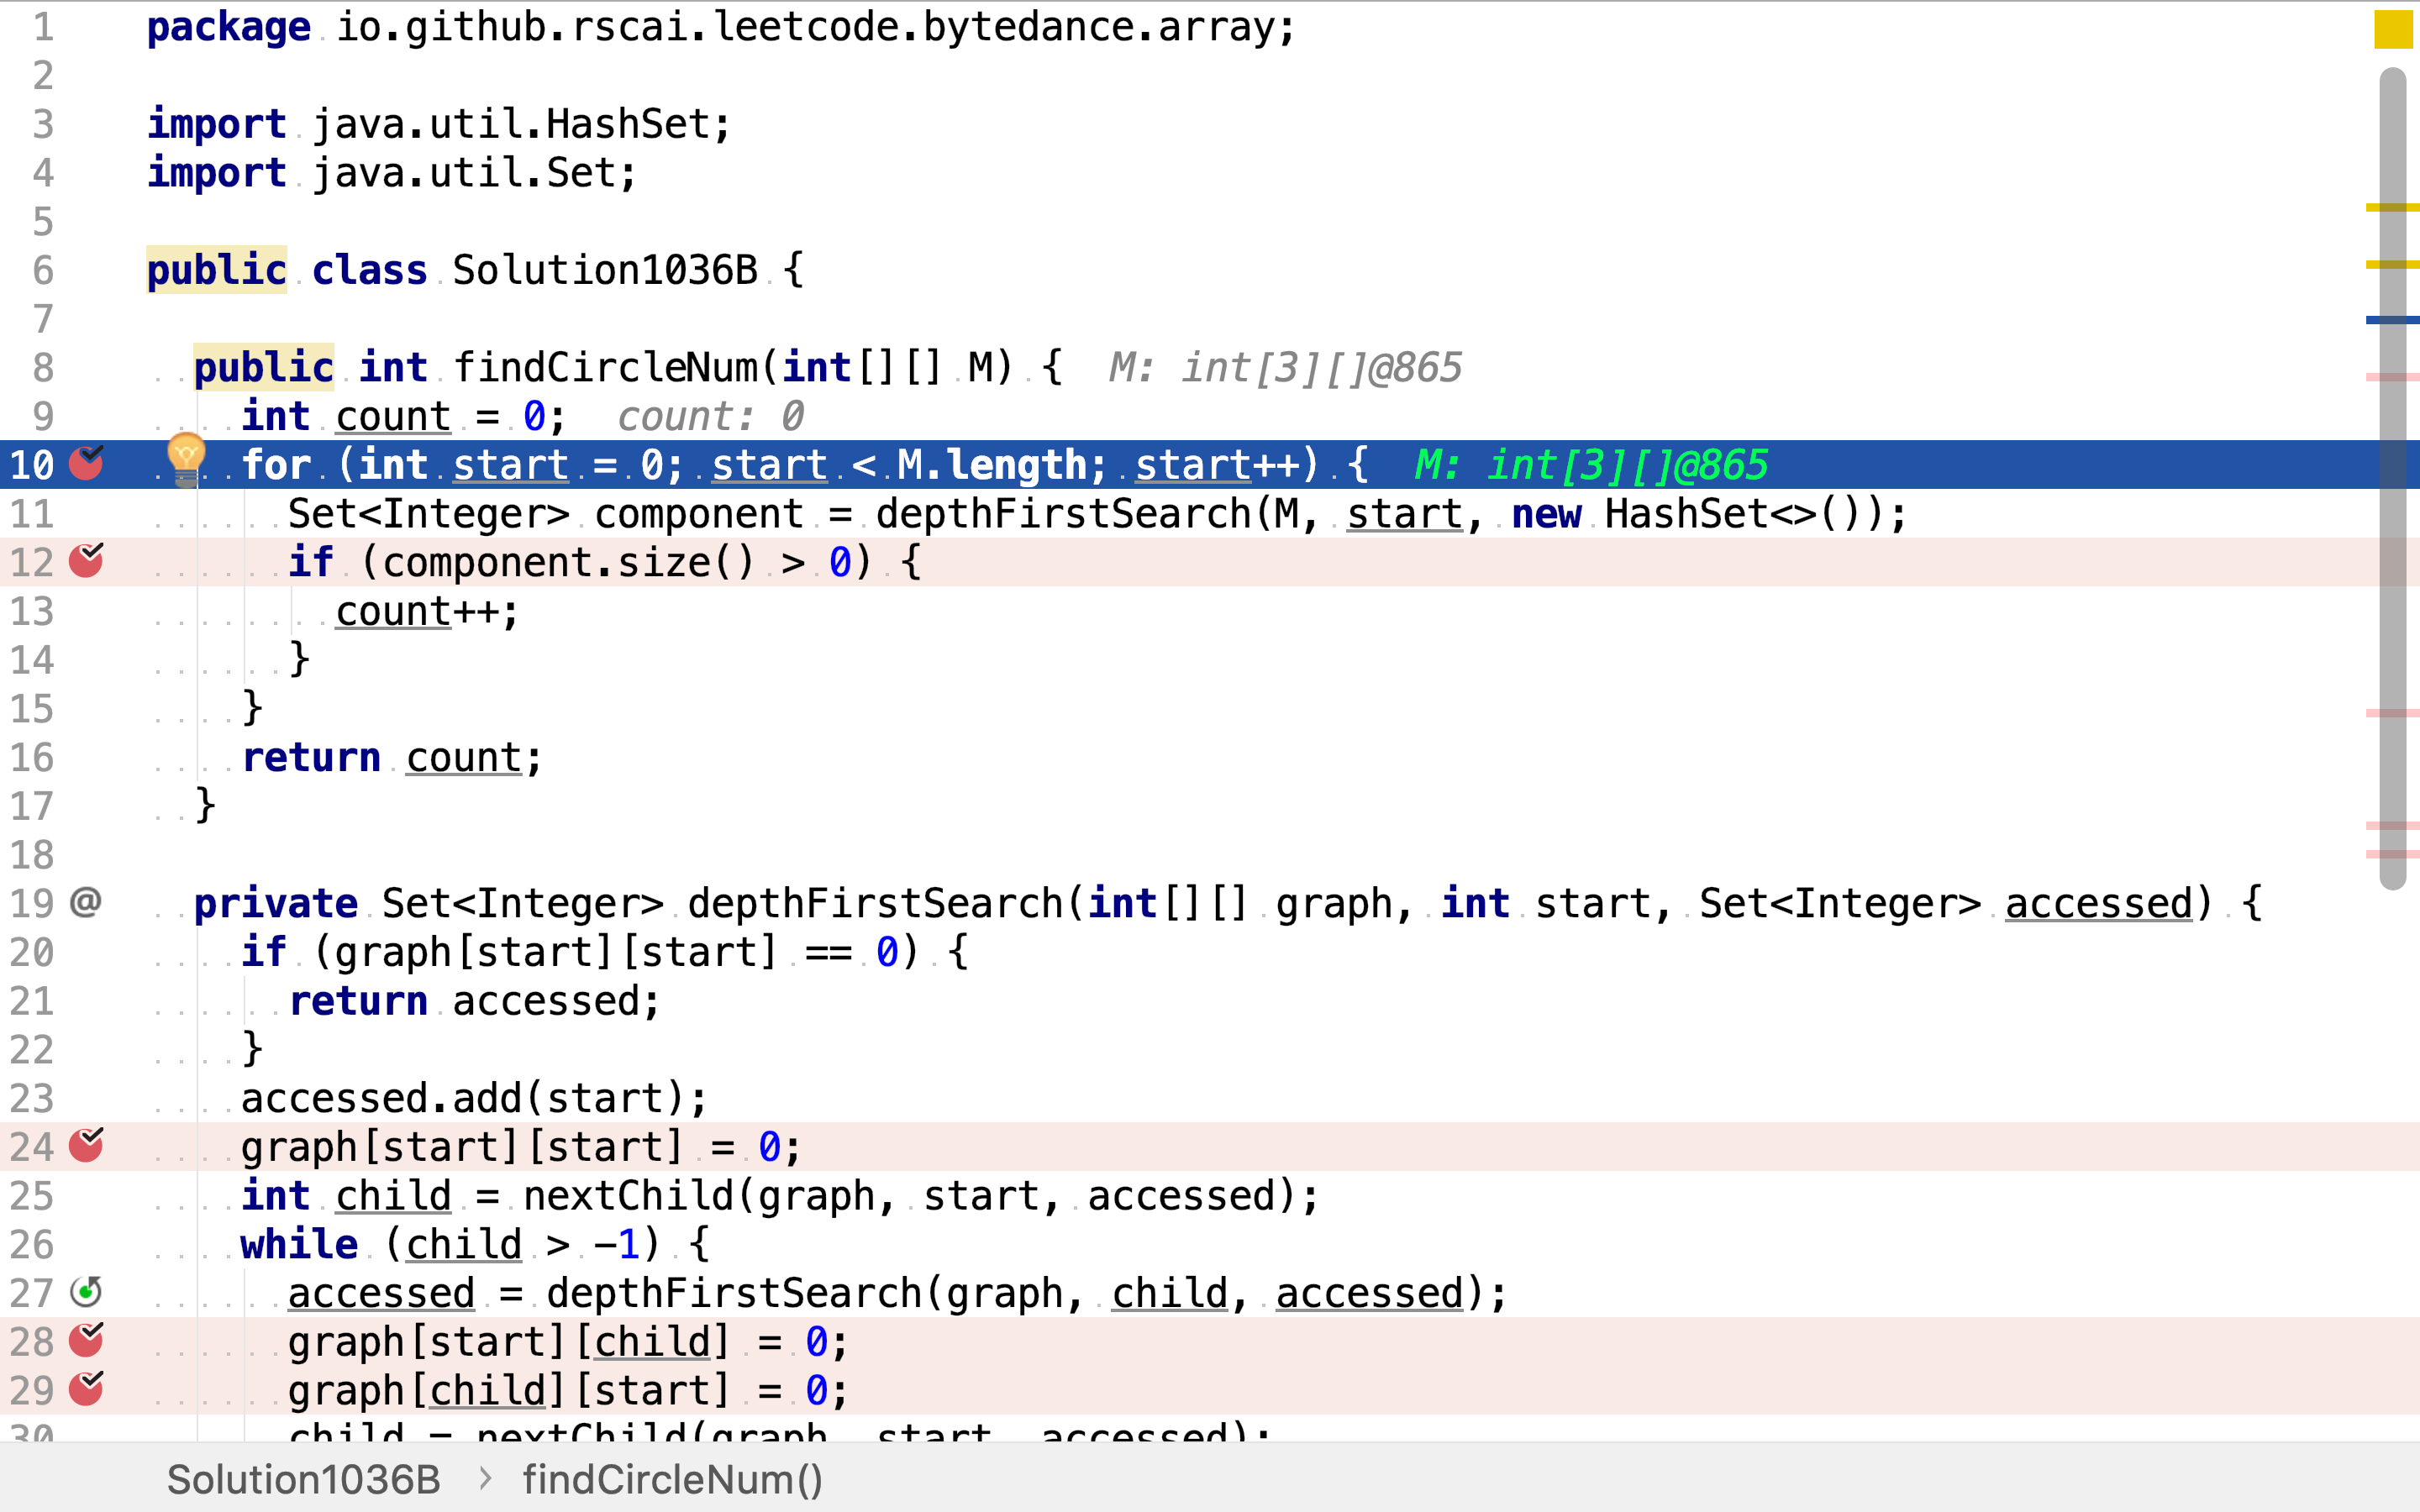 1 package io.github.rscai.leetcode.bytedance.array;
2
3 import java.util.HashSet;
4 import java.util.Set;
5
6 public class Solution1036B {
7
8 public int findCircleNum(int[][] M) { M: int[3][]@865
9 int count = 0; count: 0
10 for (int start = 0; start < M.length; start++) { M: int[3][]@865
11 Set<Integer> component = depthFirstSearch(M, start, new HashSet<>());
12 if (component.size() > 0) {
13 count++;
14 }
15 }
16 return count;
17 }
18
19 @ private Set<Integer> depthFirstSearch(int[][] graph, int start, Set<Integer> accessed) {
20 if (graph[start][start] == 0) {
21 return accessed;
22 }
23 accessed.add(start);
24 graph[start][start] = 0;
25 int child = nextChild(graph, start, accessed);
26 while (child > -1) {
27 accessed = depthFirstSearch(graph, child, accessed);
28 graph[start][child] = 0;
29 graph[child][start] = 0;
30 child = nextChild(graph, start, accessed);
Solution1036B > findCircleNum()